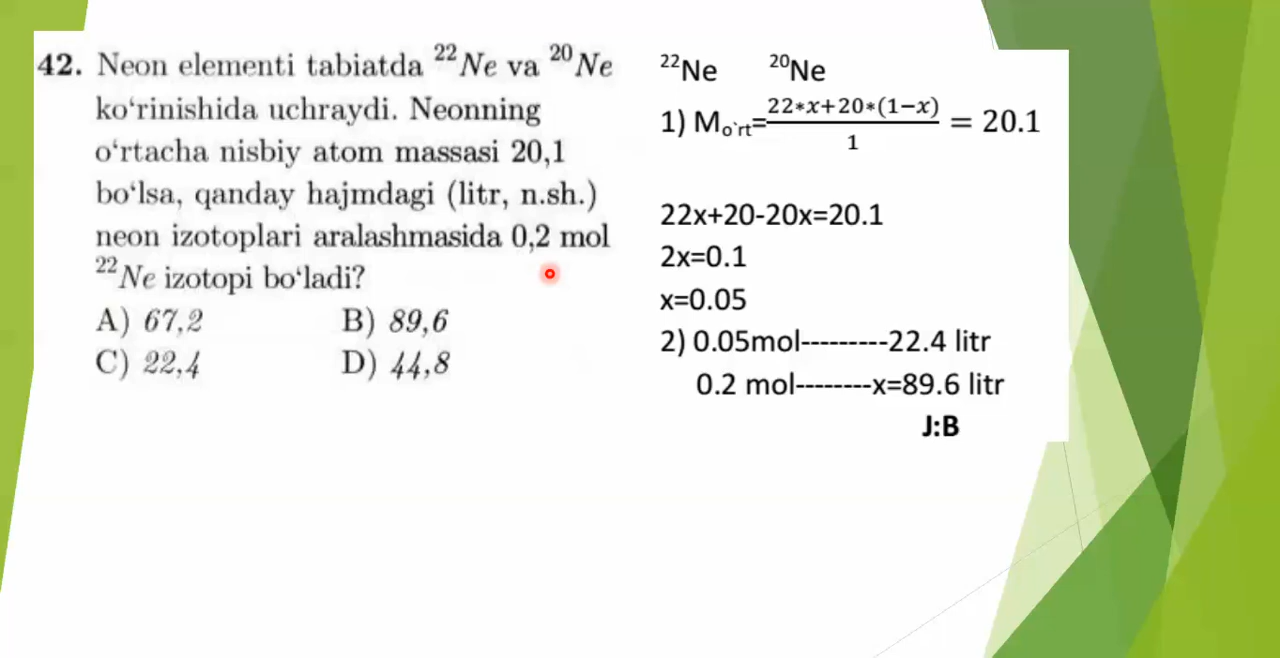 42. Neon elementi tabiatda ²²Ne va ²⁰Ne
ko‘rinishida uchraydi. Neonning
o‘rtacha nisbiy atom massasi 20,1
bo‘lsa, qanday hajmdagi (litr, n.sh.)
neon izotoplari aralashmasida 0,2 mol
²²Ne izotopi bo‘ladi?
A) 67,2 B) 89,6
C) 22,4 D) 44,8
²²Ne ²⁰Ne
1) Mo`rt=22*x+20*(1−x)/1 = 20.1
22x+20-20x=20.1
2x=0.1
x=0.05
2) 0.05mol---------22.4 litr
0.2 mol--------x=89.6 litr
J:B